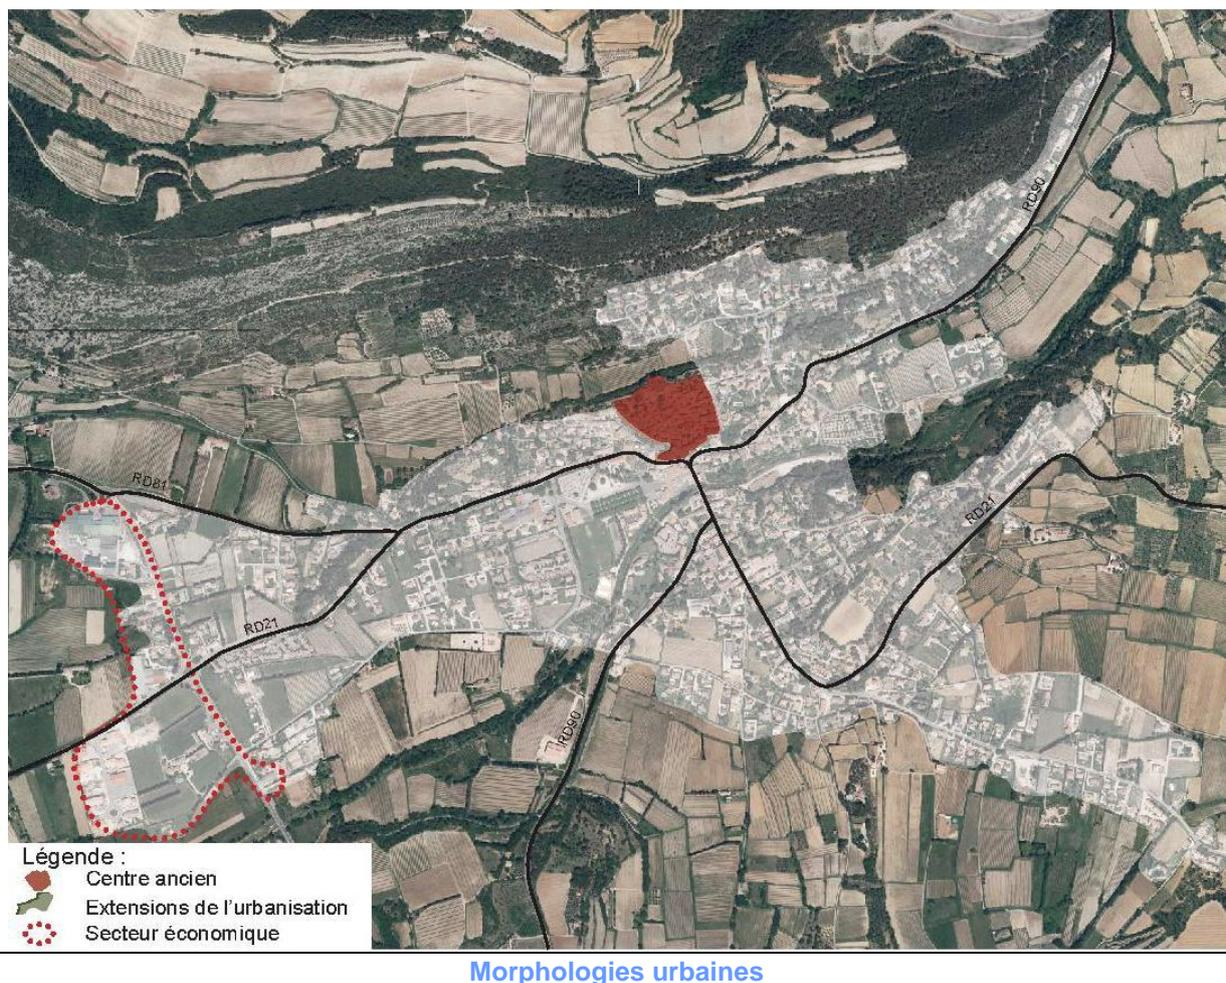 RD90
RD81
RD21
RD21
RD90
Légende :
Centre ancien
Extensions de l'urbanisation
Secteur économique
Morphologies urbaines